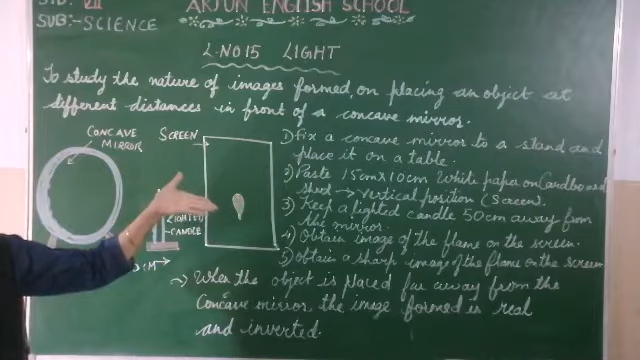 STD: VII
ARJUN ENGLISH SCHOOL
SUB:- SCIENCE
L.NO 15 LIGHT
To study the nature of images formed, on placing an object at
different distances in front of a concave mirror.
CONCAVE
MIRROR
SCREEN
LIGHTED
CANDLE
CM
1) Fix a concave mirror to a stand and
place it on a table.
2) Paste 15cm x 10cm White papa on Cardboard
sheet → Vertical position (Screen)
3) Keep a lighted candle 50cm away from
the mirror.
4) Obtain image of the flame on the screen.
5) Obtain a sharp image of the flame on the screen
→ When the object is placed far away from the
Concave mirror, the image formed is real
and inverted.